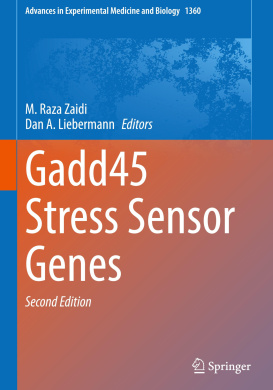 Advances in Experimental Medicine and Biology 1360
M. Raza Zaidi
Dan A. Liebermann Editors
Gadd45
Stress Sensor
Genes
Second Edition
Springer